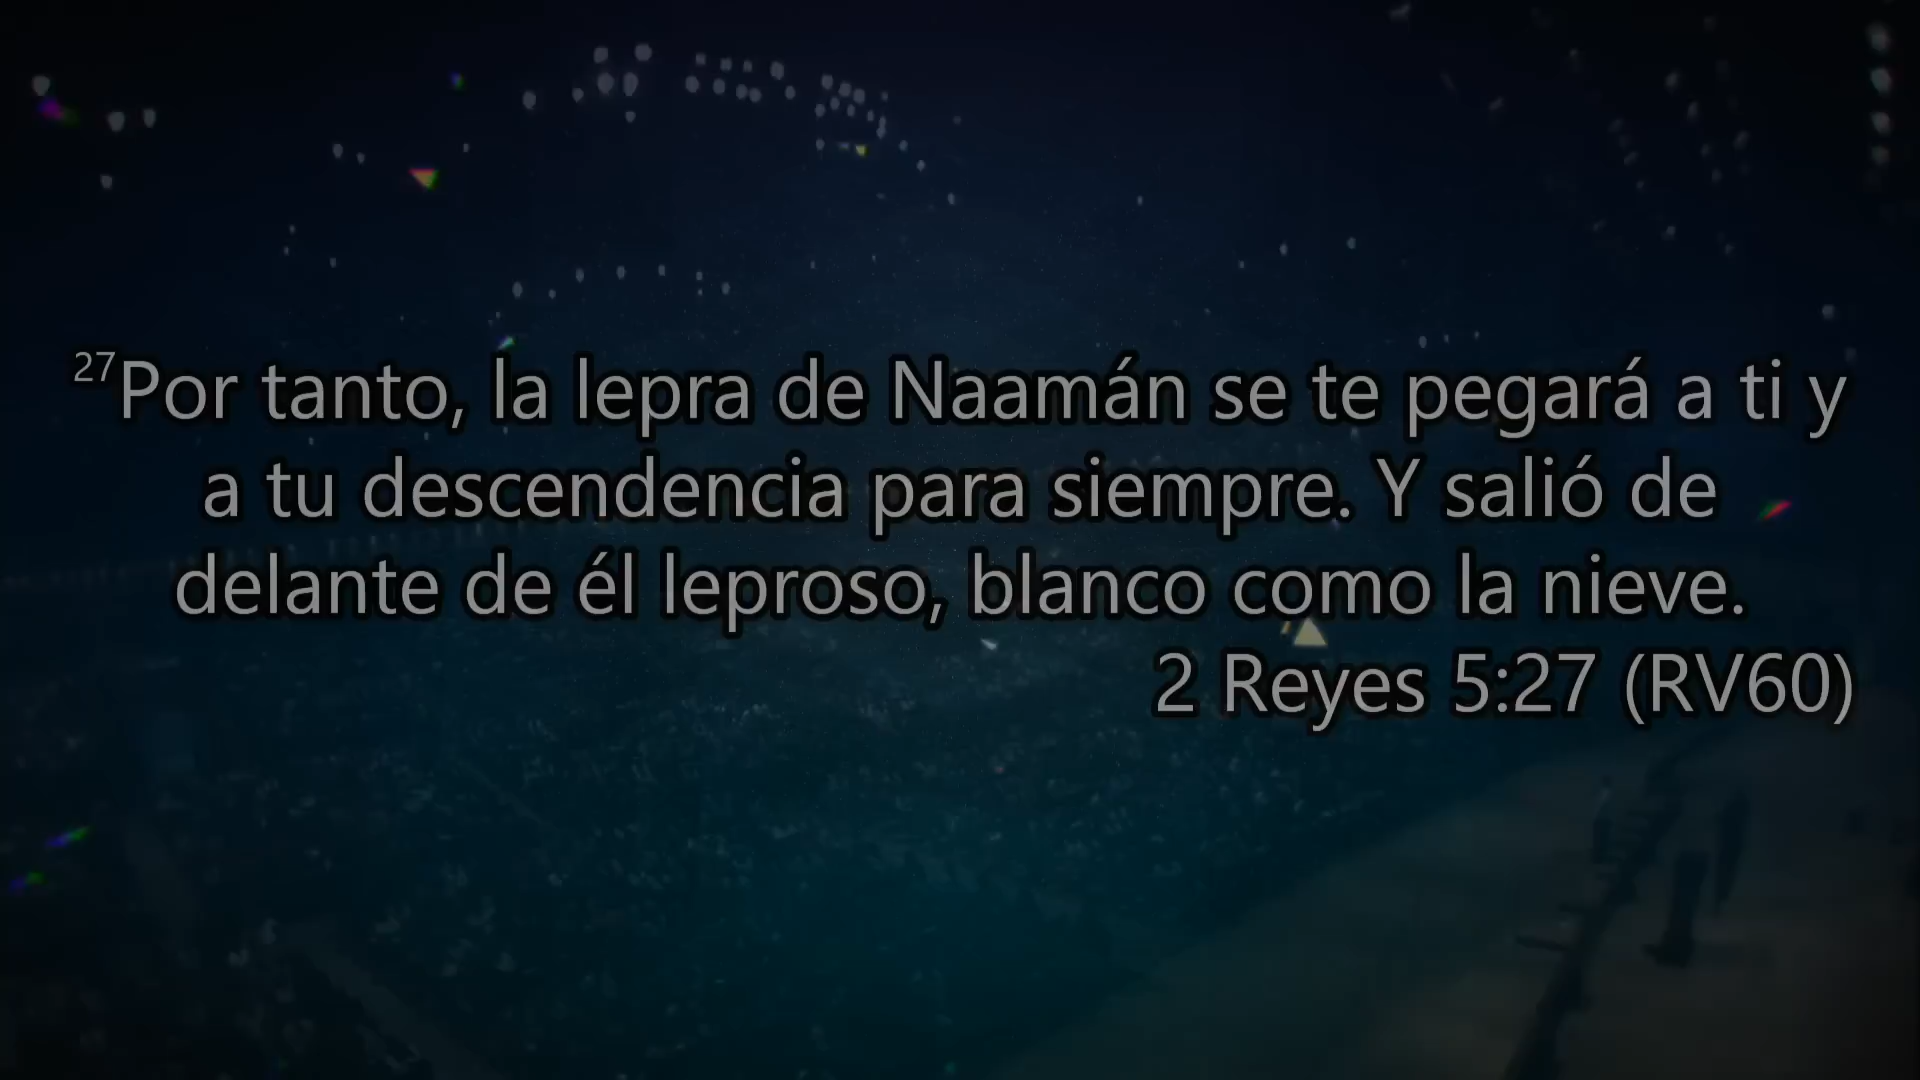 27Por tanto, la lepra de Naamán se te pegará a ti y
a tu descendencia para siempre. Y salió de
delante de él leproso, blanco como la nieve.
2 Reyes 5:27 (RV60)